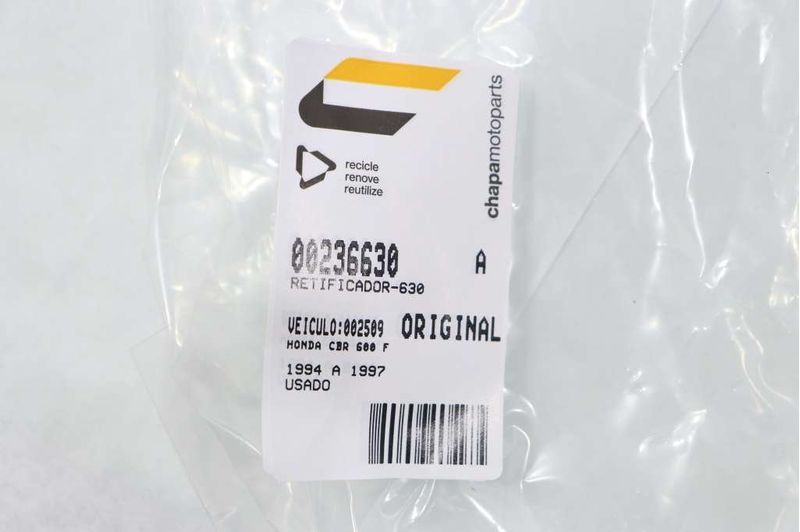 chapamotoparts
recicle
renove
reutilize
00236630 A
RETIFICADOR-630
VEICULO:002509 ORIGINAL
HONDA CBR 600 F
1994 A 1997
USADO